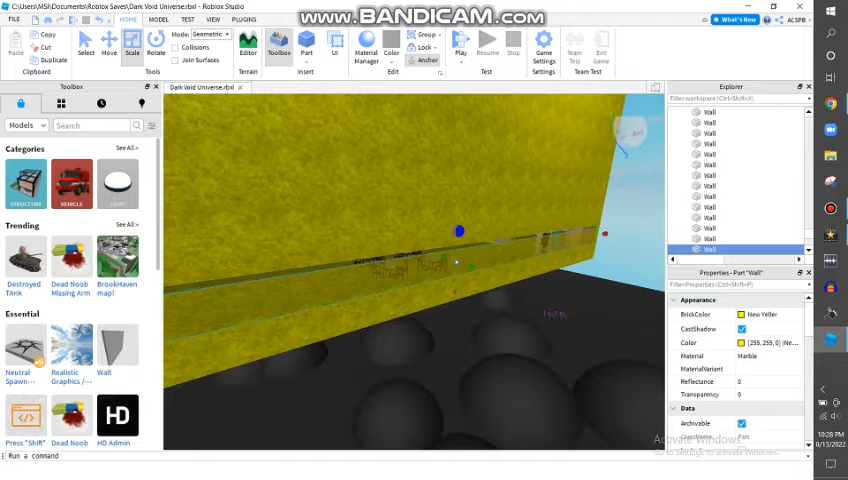 C:\Users\MSI\Documents\Roblox Saves\Dark Void Universe.rbxl - Roblox Studio
www.BANDICAM.com
FILE HOME MODEL TEST VIEW PLUGINS
What's New ACSPB
Copy Cut Duplicate
Clipboard
Select Move Scale Rotate
Mode: Geometric
Collisions
Join Surfaces
Tools
Editor
Terrain
Toolbox Part UI
Insert
Material Manager Color
Group Lock Anchor
Edit
Play Resume Stop
Test
Game Settings
Settings
Team Test Exit Game
Team Test
Toolbox
Dark Void Universe.rbxl
Models Search
Categories See All >
STRUCTURE VEHICLE LIGHT
Trending See All >
Destroyed TAnk
Dead Noob Missing Arm
BrookHaven map!
Essential
Neutral Spawn...
Realistic Graphics /...
Wall
HD
Press "Shift"
Dead Noob
HD Admin
Run a command
Explorer
Filter workspace (Ctrl+Shift+X)
Wall
Wall
Wall
Wall
Wall
Wall
Wall
Wall
Wall
Wall
Wall
Wall
Wall
Wall
Properties - Part "Wall"
Filter Properties (Ctrl+Shift+P)
Appearance
BrickColor New Yeller
CastShadow
Color [255, 255, 0] (Ne...
Material Marble
MaterialVariant
Reflectance 0
Transparency 0
Data
Archivable
ClassName Part
Activate Windows
Go to Settings to activate Windows.
10:28 PM
8/13/2022